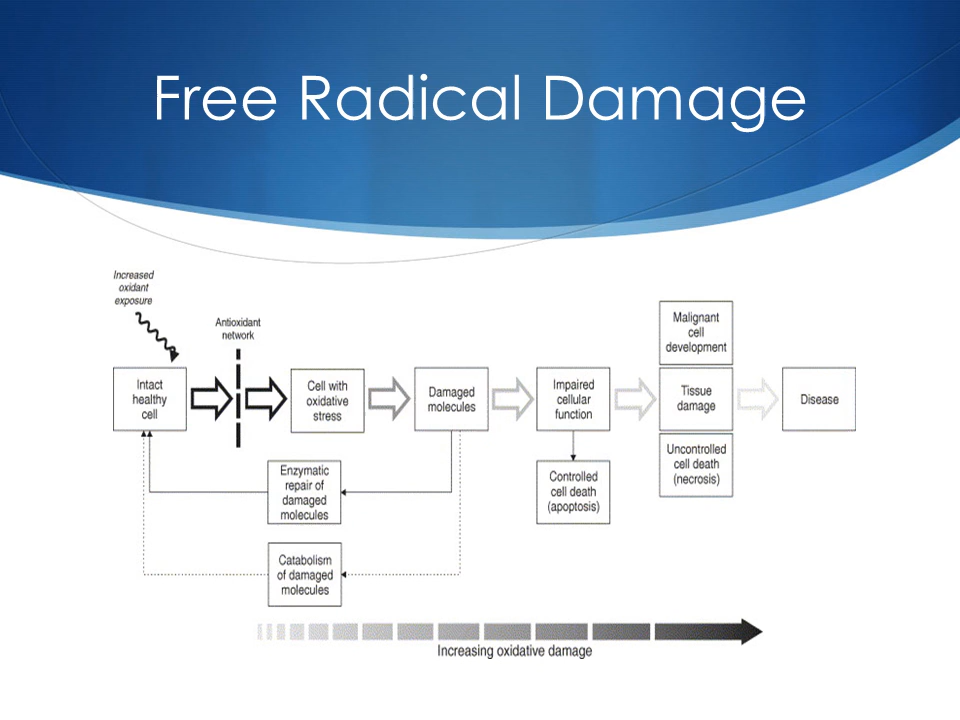 Free Radical Damage
Increased
oxidant
exposure
Antioxidant
network
Intact
healthy
cell
Cell with
oxidative
stress
Damaged
molecules
Impaired
cellular
function
Malignant
cell
development
Tissue
damage
Uncontrolled
cell death
(necrosis)
Disease
Enzymatic
repair of
damaged
molecules
Controlled
cell death
(apoptosis)
Catabolism
of damaged
molecules
Increasing oxidative damage